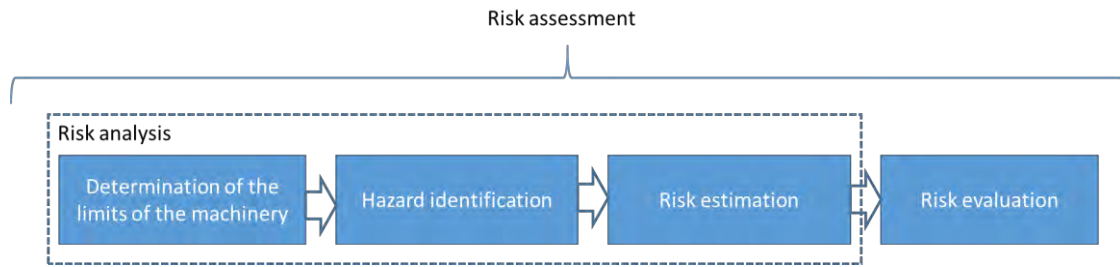 Risk assessment
Risk analysis
Determination of the
limits of the machinery
Hazard identification
Risk estimation
Risk evaluation